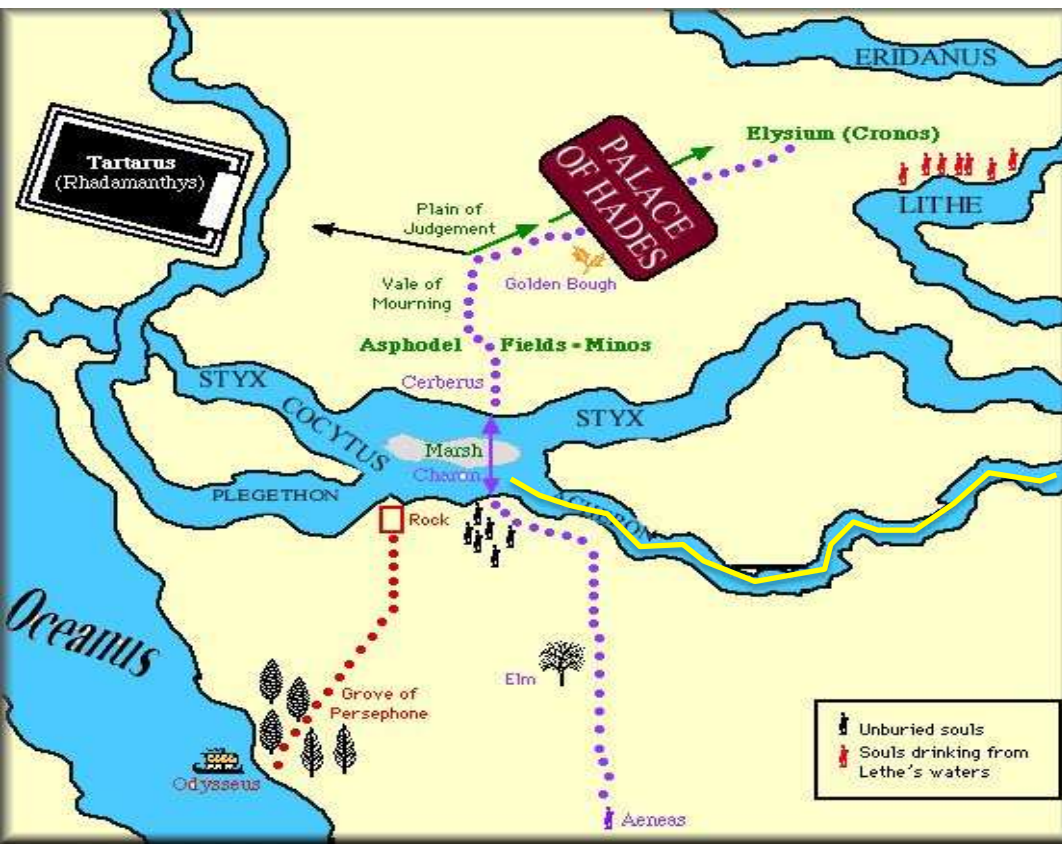 ERIDANUS
Elysium (Cronos)
Tartarus
(Rhadamanthys)
PALACE
OF HADES
LITHE
Plain of
Judgement
Vale of
Mourning
Golden Bough
Asphodel Fields - Minos
STYX
Cerberus
COCYTUS
STYX
Marsh
Charon
PLEGETHON
ACHERON
Rock
Oceanus
Elm
Grove of
Persephone
Odysseus
Unburied souls
Souls drinking from
Lethe's waters
Aeneas